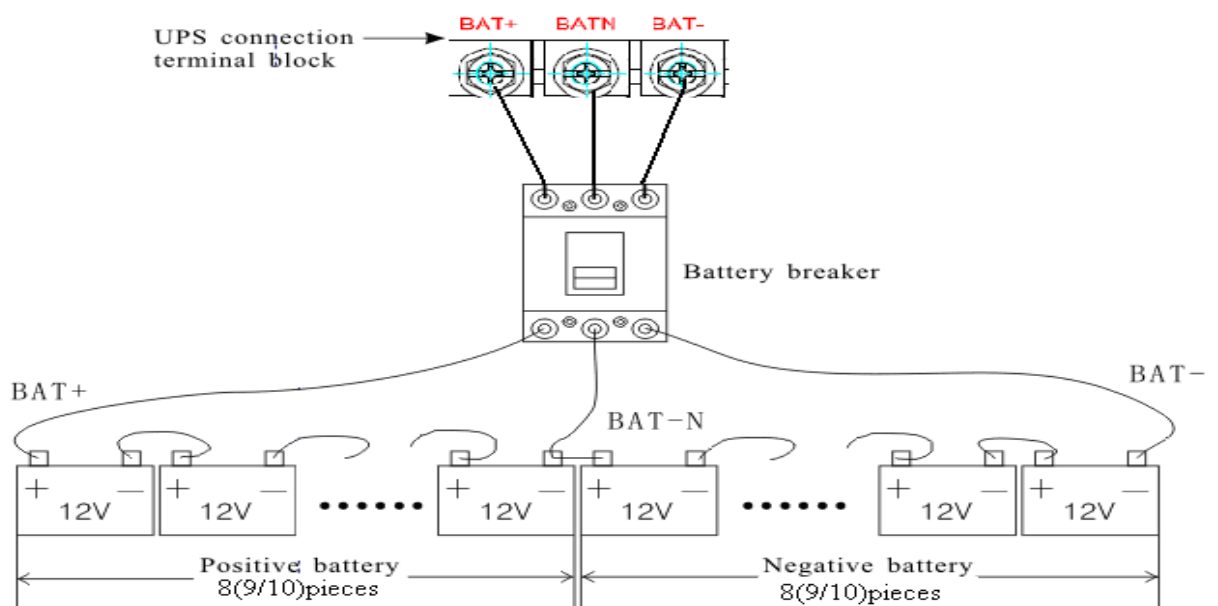 BAT+ BATN BAT-
UPS connection
terminal block
Battery breaker
BAT+
BAT-
BAT-N
+ — + — + — + — + — + —
12V 12V 12V 12V 12V 12V
Positive battery
8(9/10)pieces
Negative battery
8(9/10)pieces